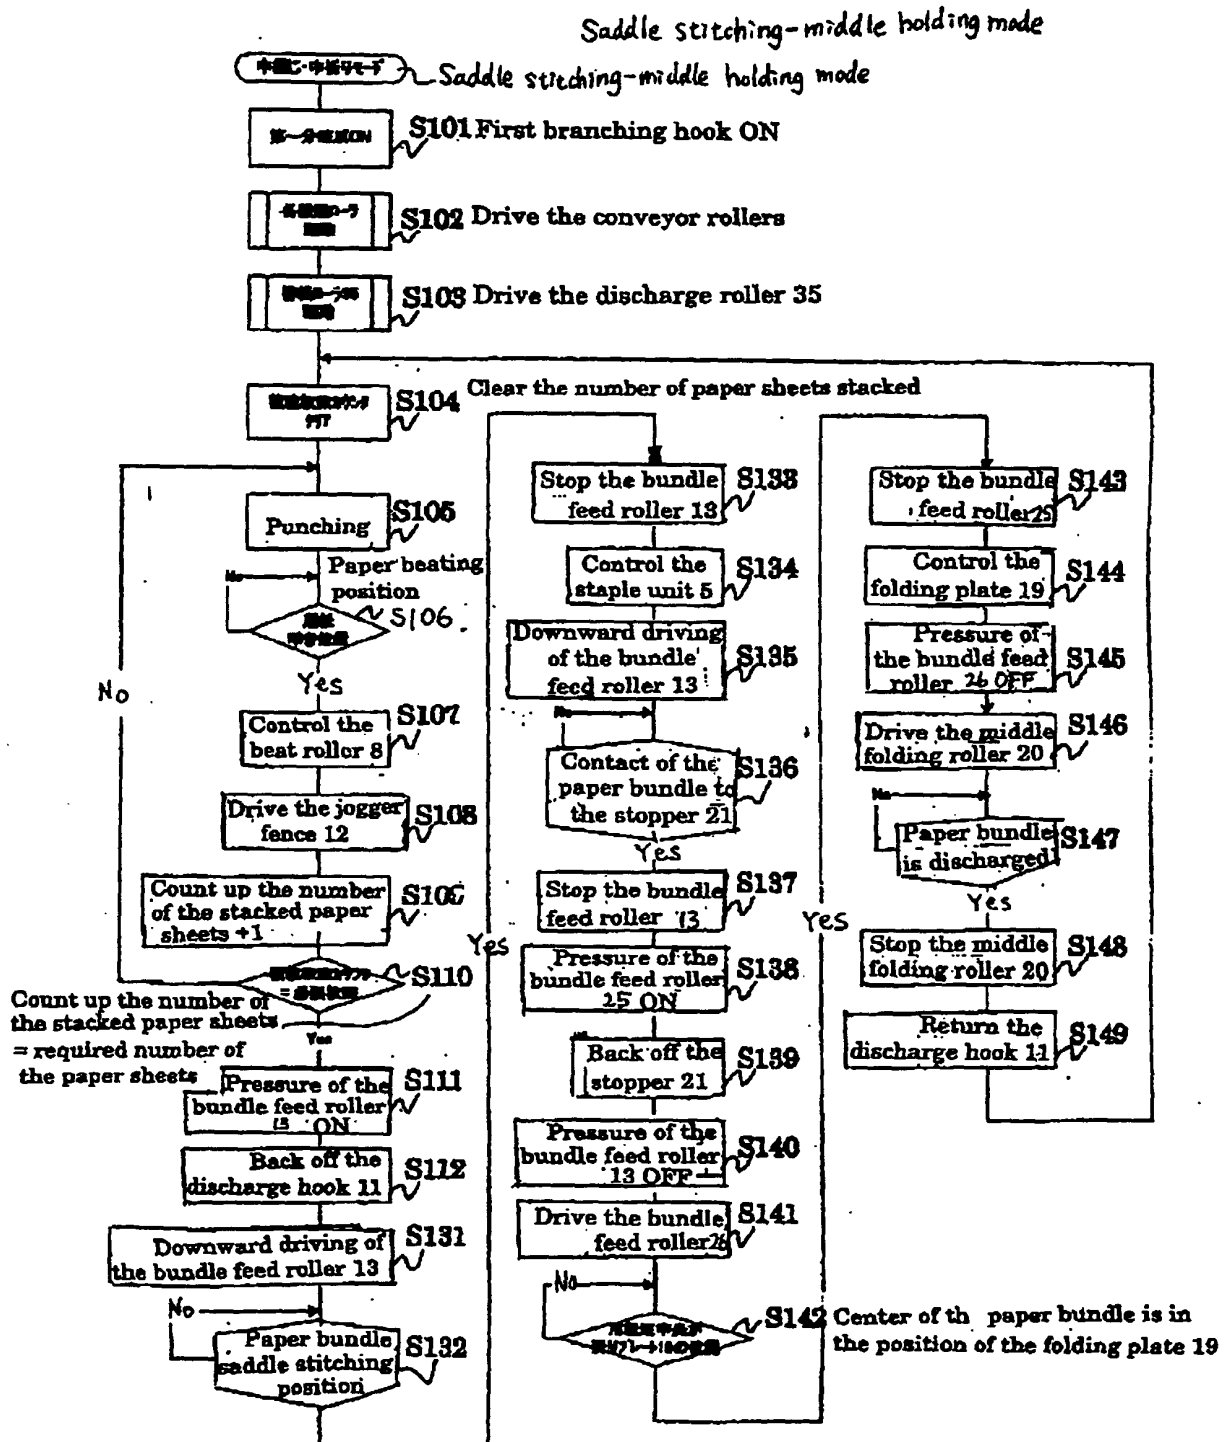 Saddle stitching-middle holding mode
Saddle stitching-middle holding mode
S101 First branching hook ON
S102 Drive the conveyor rollers
S103 Drive the discharge roller 35
S104
Clear the number of paper sheets stacked
S105
Punching
No
Paper beating
position
S106
Yes
No
S107
Control the
beat roller 8
S108
Drive the jogger
fence 12
S109
Count up the number
of the stacked paper
sheets +1
S110
Count up the number of
the stacked paper sheets
= required number of
the paper sheets
Yes
S111
Pressure of the
bundle feed roller
13 ON
S112
Back off the
discharge hook 11
S131
Downward driving of
the bundle feed roller 13
No
S132
Paper bundle
saddle stitching
position
Yes
S133
Stop the bundle
feed roller 13
S134
Control the
staple unit 5
S135
Downward driving
of the bundle
feed roller 13
No
S136
Contact of the
paper bundle to
the stopper 21
Yes
S137
Stop the bundle
feed roller 13
S138
Pressure of the
bundle feed roller
25 ON
S139
Back off the
stopper 21
S140
Pressure of the
bundle feed roller
13 OFF
S141
Drive the bundle
feed roller 26
No
S142 Center of th paper bundle is in
the position of the folding plate 19
Yes
S143
Stop the bundle
feed roller 25
S144
Control the
folding plate 19
S145
Pressure of
the bundle feed
roller 26 OFF
S146
Drive the middle
folding roller 20
No
S147
Paper bundle
is discharged
Yes
S148
Stop the middle
folding roller 20
S149
Return the
discharge hook 11